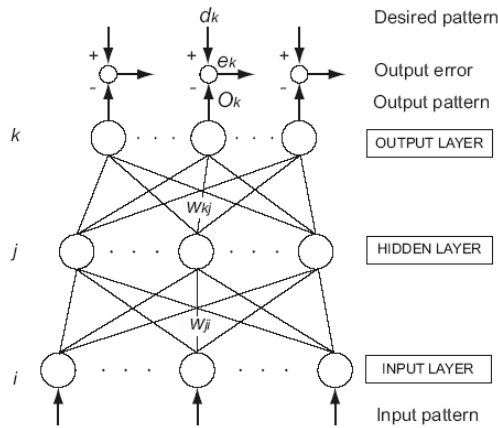 dk Desired pattern
+ + +
ek Output error
- - -
Ok Output pattern
k · · · · · · OUTPUT LAYER
wkj
j · · · · · · HIDDEN LAYER
wji
i · · · · · · INPUT LAYER
Input pattern